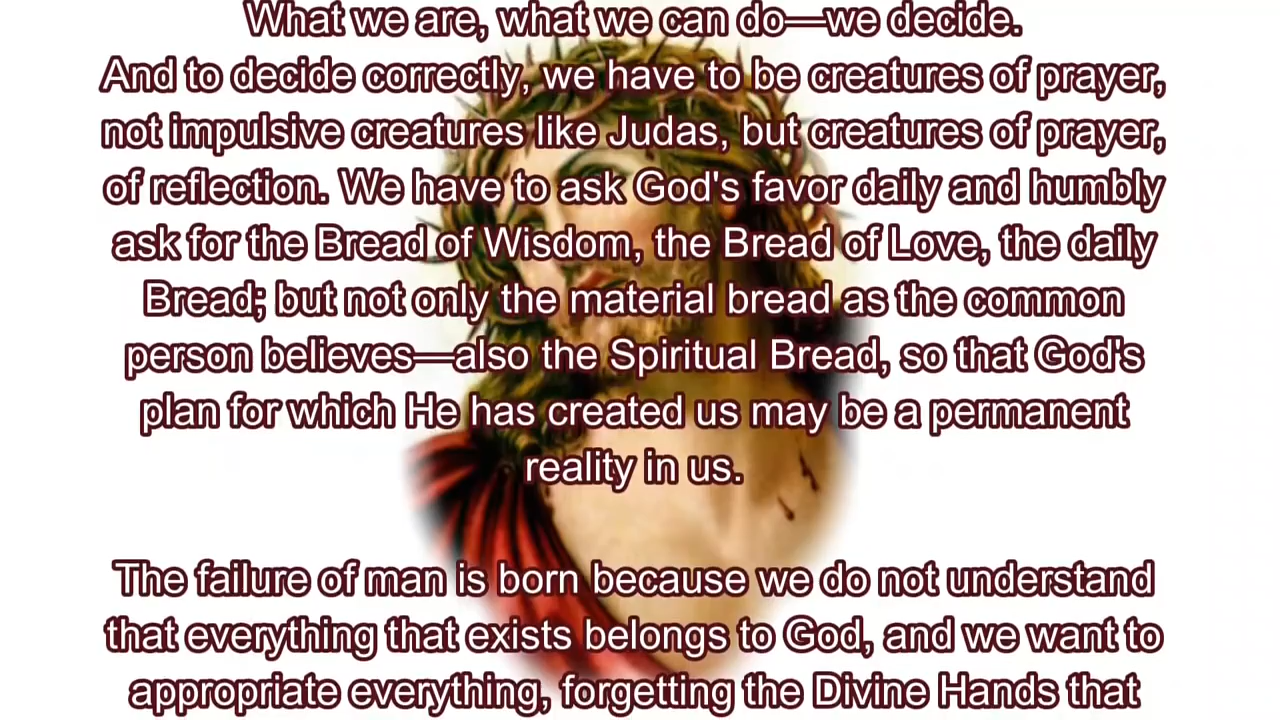 What we are, what we can do—we decide.
And to decide correctly, we have to be creatures of prayer,
not impulsive creatures like Judas, but creatures of prayer,
of reflection. We have to ask God's favor daily and humbly
ask for the Bread of Wisdom, the Bread of Love, the daily
Bread; but not only the material bread as the common
person believes—also the Spiritual Bread, so that God's
plan for which He has created us may be a permanent
reality in us.
The failure of man is born because we do not understand
that everything that exists belongs to God, and we want to
appropriate everything, forgetting the Divine Hands that